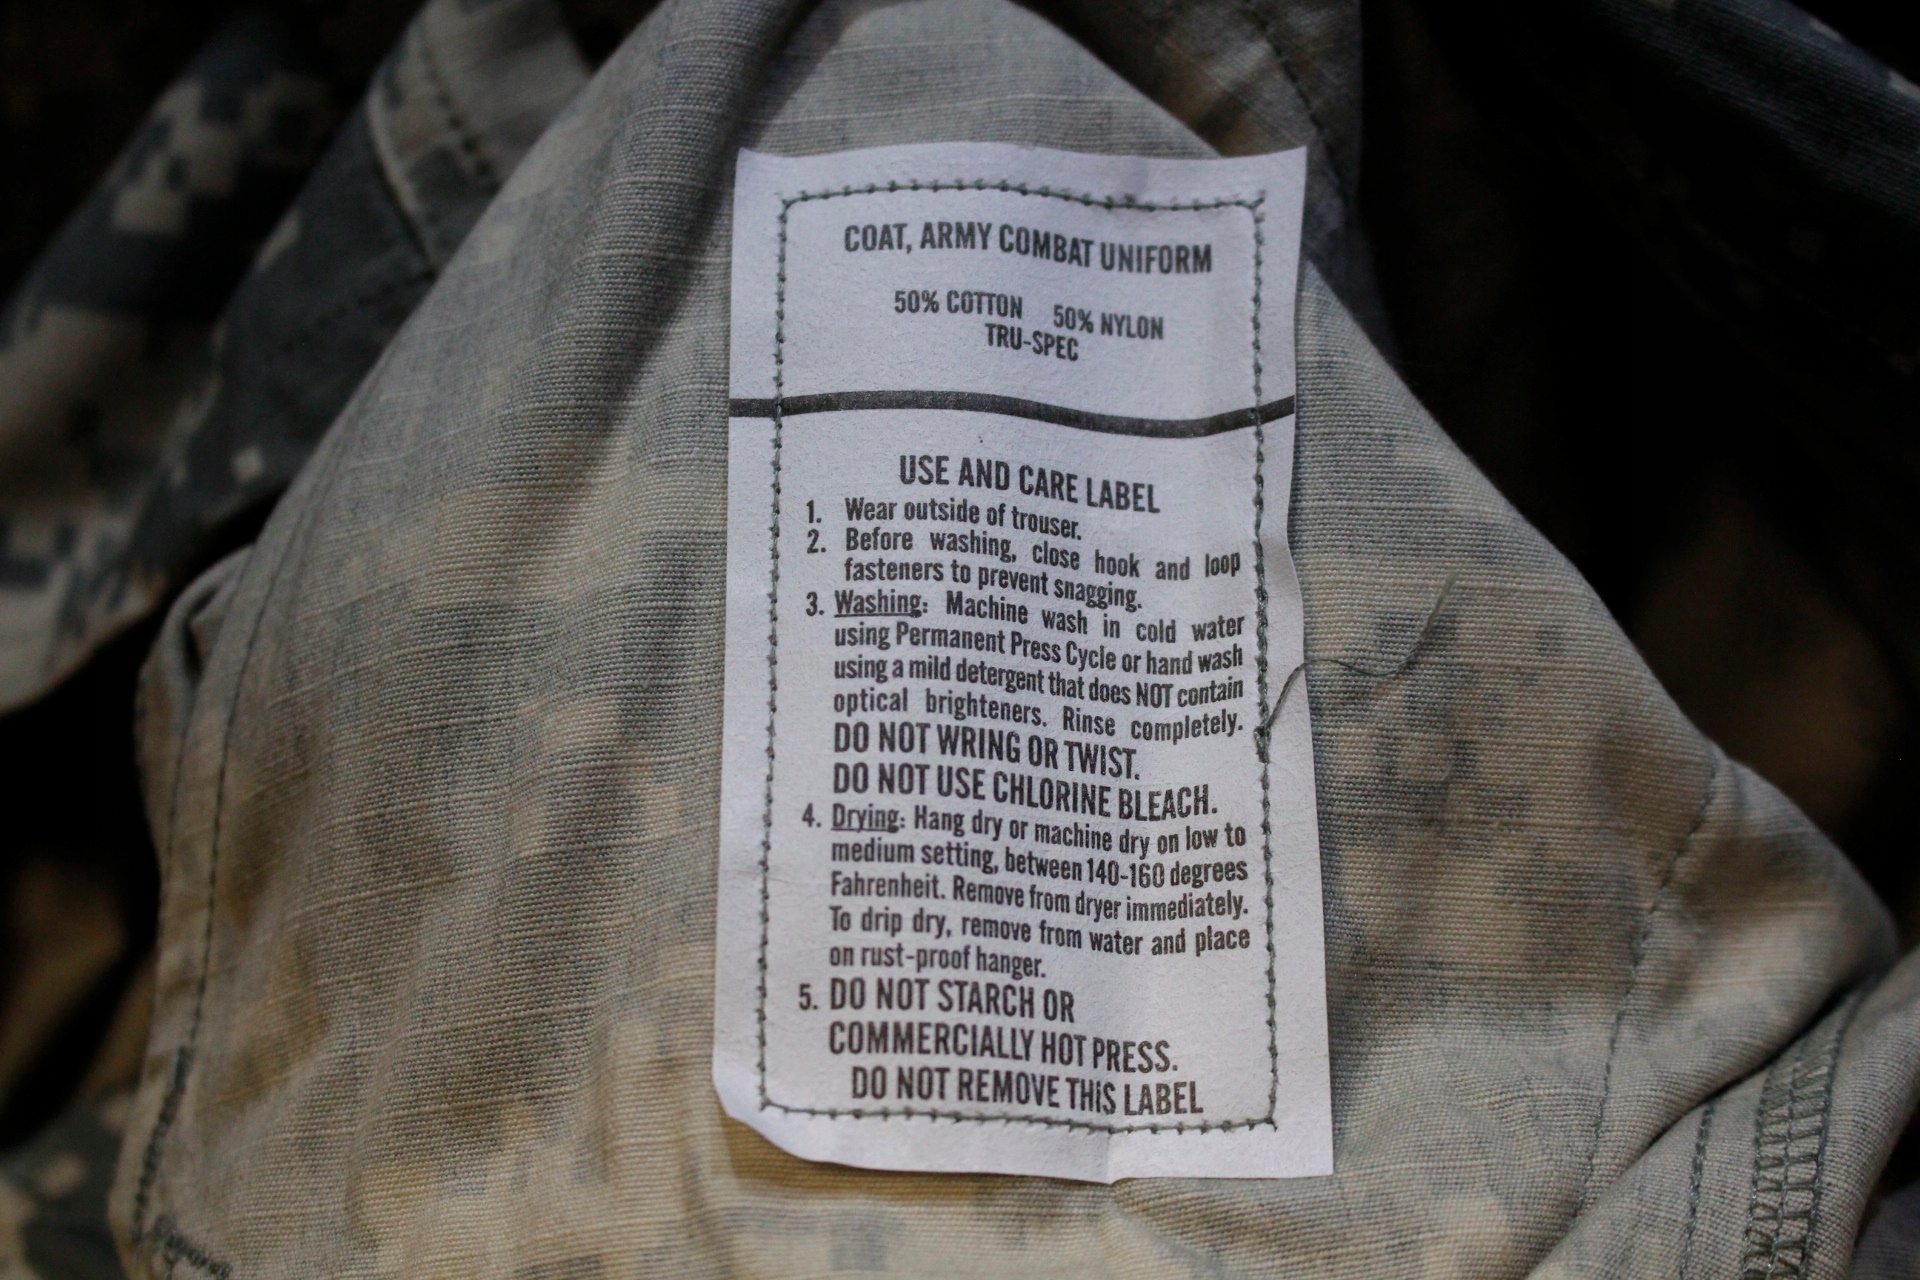 COAT, ARMY COMBAT UNIFORM
50% COTTON 50% NYLON
TRU-SPEC
USE AND CARE LABEL
1. Wear outside of trouser.
2. Before washing, close hook and loop
fasteners to prevent snagging.
3. Washing: Machine wash in cold water
using Permanent Press Cycle or hand wash
using a mild detergent that does NOT contain
optical brighteners. Rinse completely.
DO NOT WRING OR TWIST.
DO NOT USE CHLORINE BLEACH.
4. Drying: Hang dry or machine dry on low to
medium setting, between 140-160 degrees
Fahrenheit. Remove from dryer immediately.
To drip dry, remove from water and place
on rust-proof hanger.
5. DO NOT STARCH OR
COMMERCIALLY HOT PRESS.
DO NOT REMOVE THIS LABEL